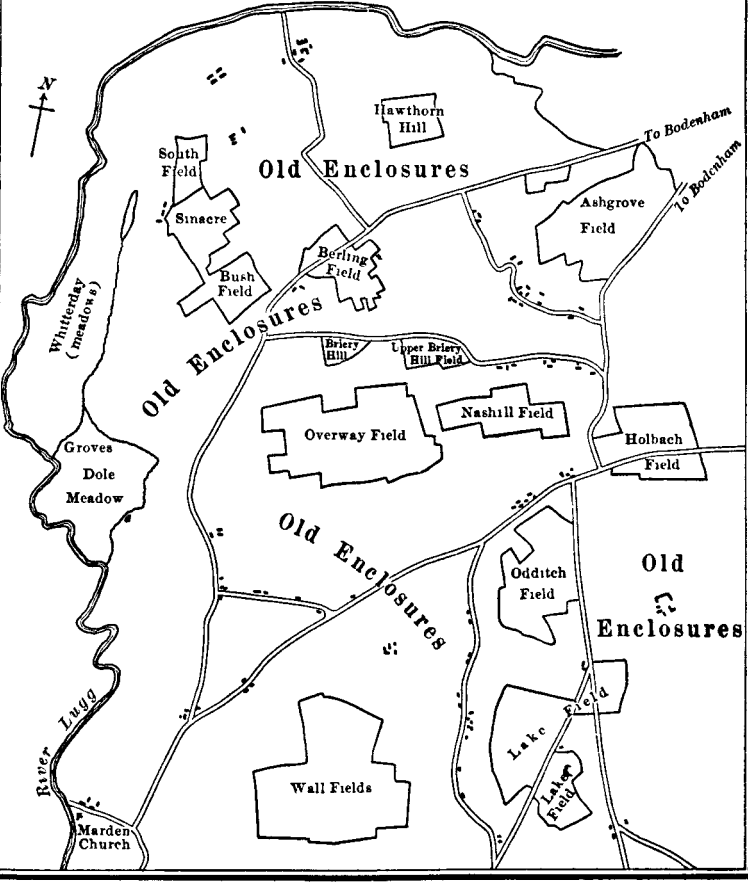 N
Hawthorn
Hill
To Bodenham
South
Field
Old Enclosures
To Bodenham
Sinacre
Ashgrove
Field
Berling
Field
Bush
Field
Whitterday
(meadows)
Old Enclosures
Briery
Hill
Upper Briery
Hill Field
Nashill Field
Overway Field
Holbach
Field
Groves
Dole
Meadow
Old Enclosures
Old
Enclosures
Odditch
Field
Lake Field
River Lugg
Wall Fields
Lake
Field
Marden
Church